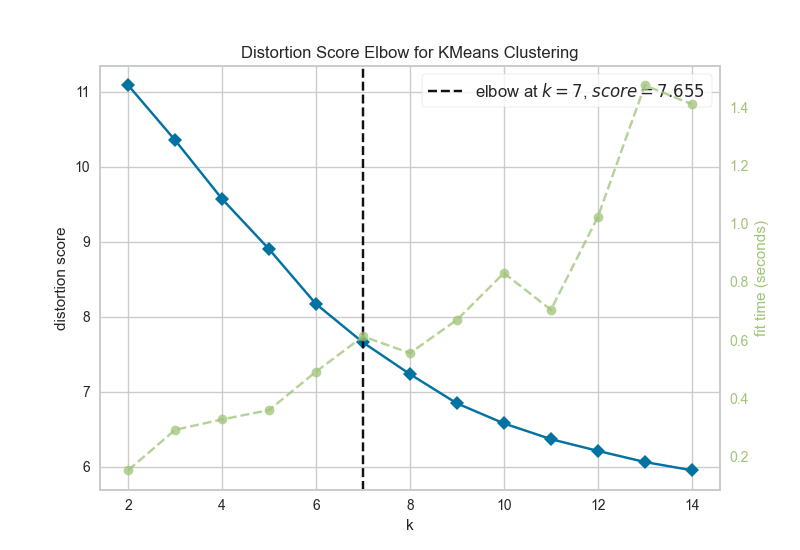 Distortion Score Elbow for KMeans Clustering
elbow at k = 7, score = 7.655
distortion score
11
10
9
8
7
6
1.4
1.2
1.0
0.8
0.6
0.4
0.2
fit time (seconds)
2 4 6 8 10 12 14
k